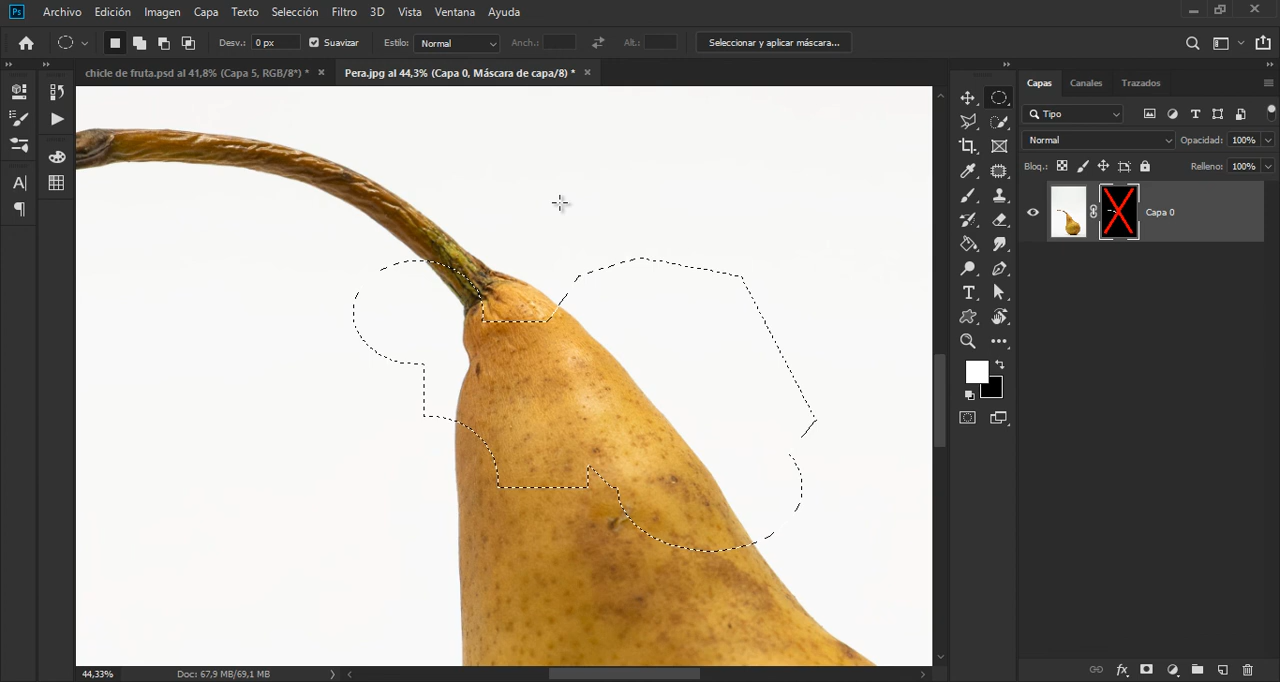 Ps Archivo Edición Imagen Capa Texto Selección Filtro 3D Vista Ventana Ayuda
Desv.: 0 px Suavizar Estilo: Normal Anch.: Alt.: Seleccionar y aplicar máscara...
chicle de fruta.psd al 41,8% (Capa 5, RGB/8*) * × Pera.jpg al 44,3% (Capa 0, Máscara de capa/8) * ×
Capas Canales Trazados
Tipo
Normal Opacidad: 100%
Bloq.: Relleno: 100%
Capa 0
44,33% Doc: 67,9 MB/69,1 MB